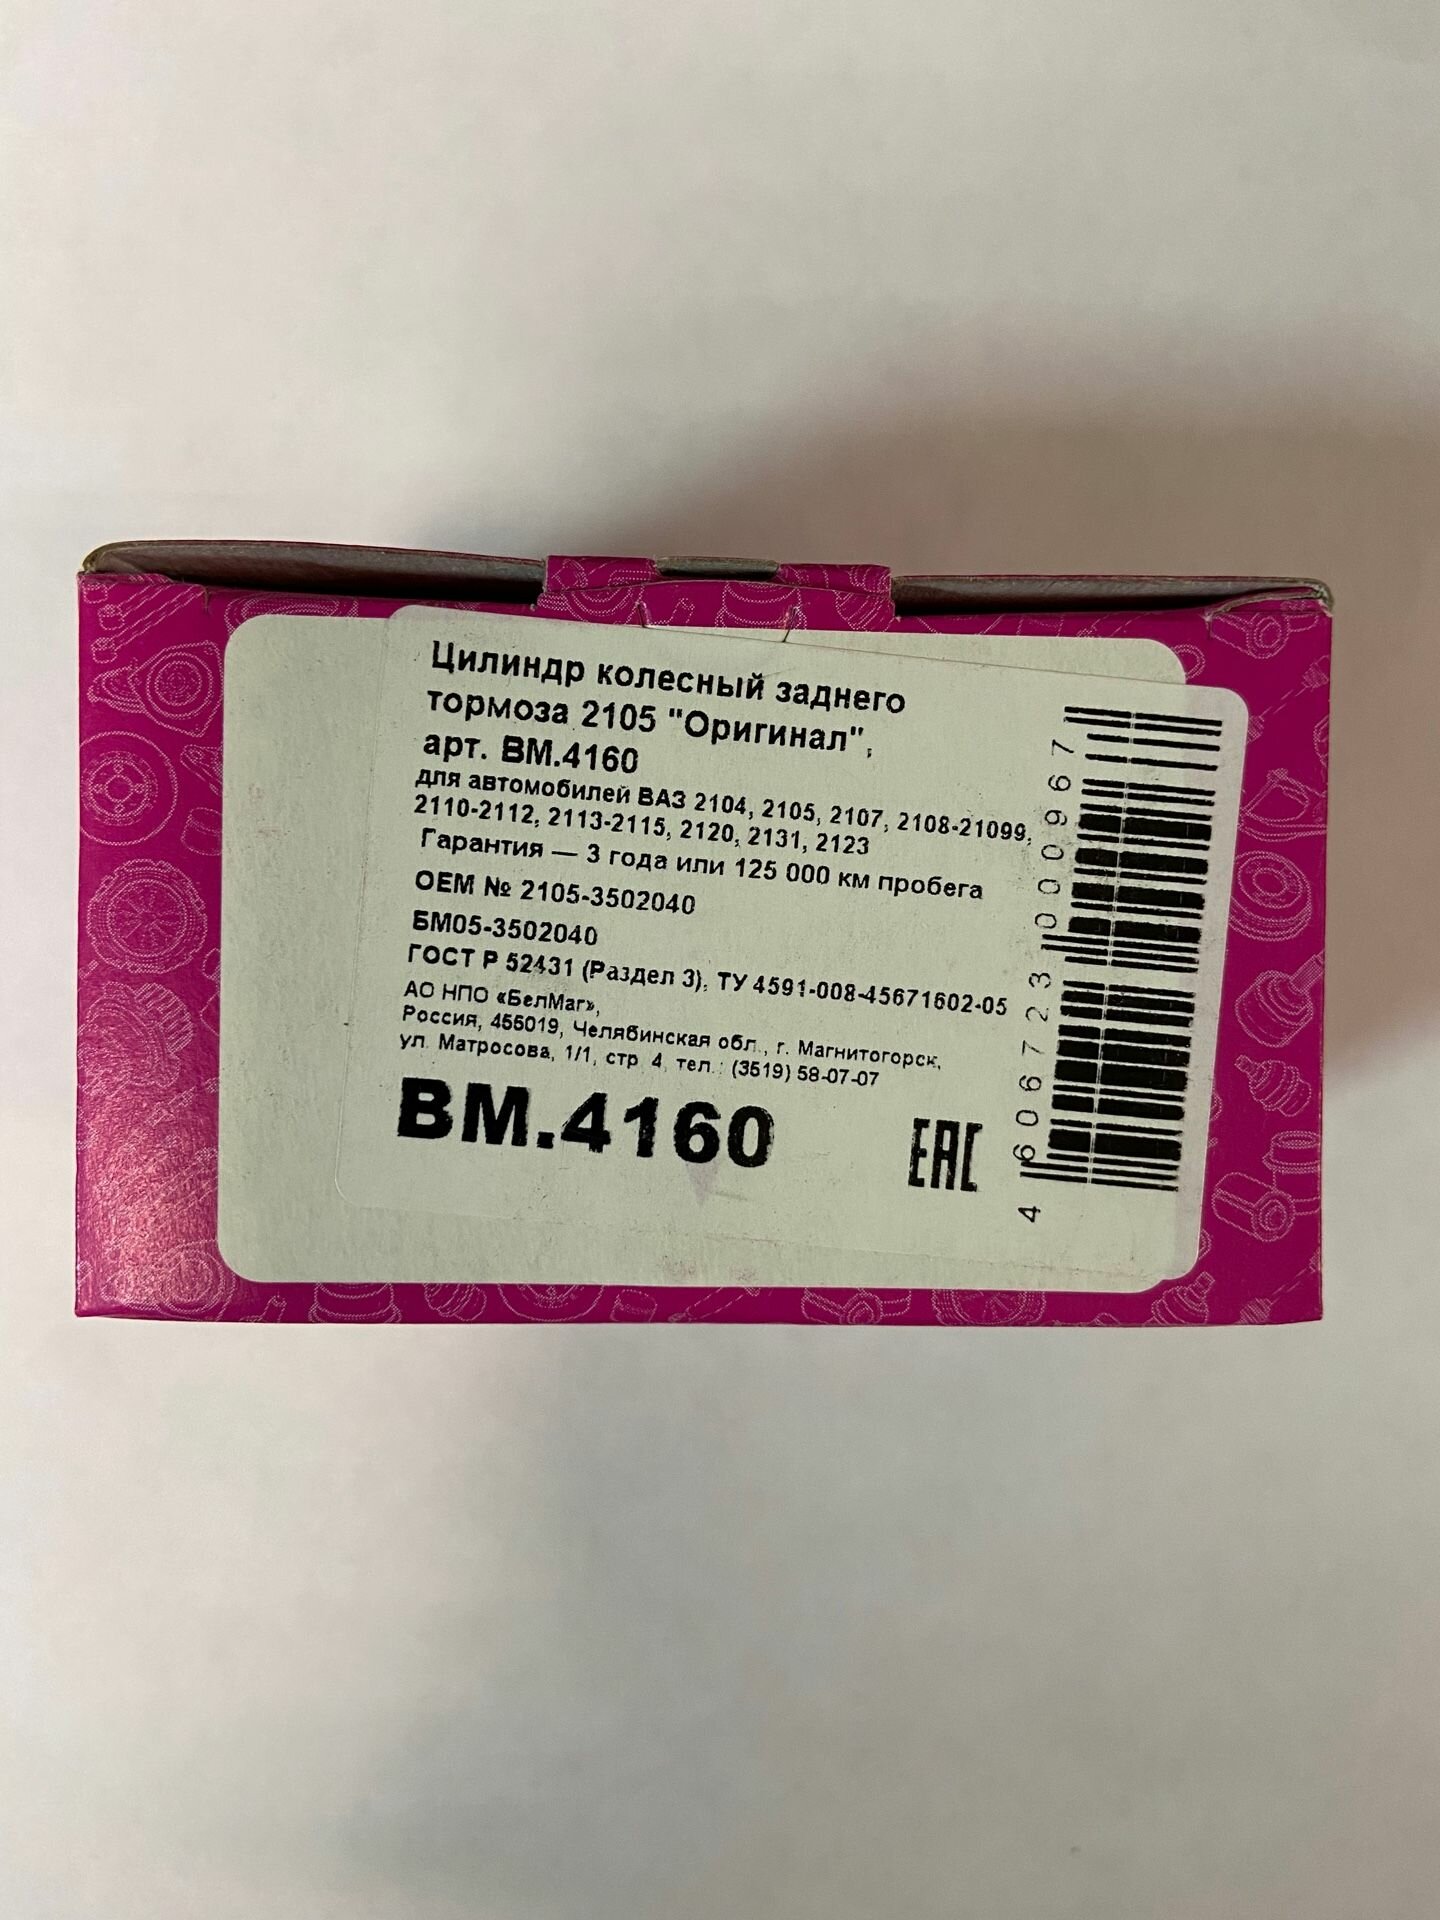 Цилиндр колесный заднего
тормоза 2105 "Оригинал",
арт. BM.4160
для автомобилей ВАЗ 2104, 2105, 2107, 2108-21099,
2110-2112, 2113-2115, 2120, 2131, 2123
Гарантия — 3 года или 125 000 км пробега
OEM № 2105-3502040
БМ05-3502040
ГОСТ Р 52431 (Раздел 3), ТУ 4591-008-45671602-05
АО НПО «БелМаг»,
Россия, 455019, Челябинская обл., г. Магнитогорск,
ул. Матросова, 1/1, стр. 4, тел.: (3519) 58-07-07
BM.4160
EAC
4 606723 000967